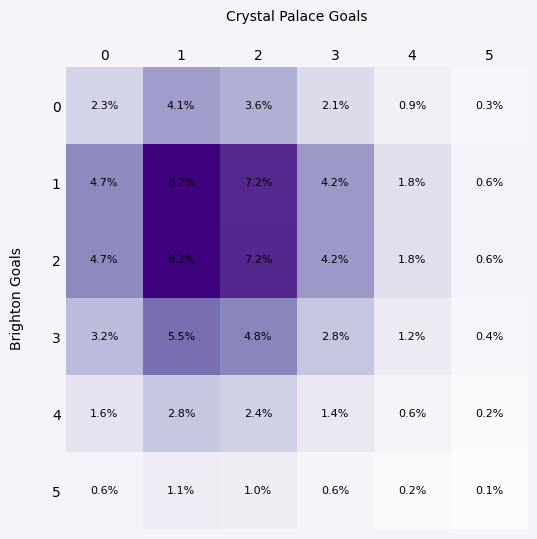 Crystal Palace Goals
0 1 2 3 4 5
0 2.3% 4.1% 3.6% 2.1% 0.9% 0.3%
1 4.7% 8.2% 7.2% 4.2% 1.8% 0.6%
2 4.7% 8.2% 7.2% 4.2% 1.8% 0.6%
3 3.2% 5.5% 4.8% 2.8% 1.2% 0.4%
4 1.6% 2.8% 2.4% 1.4% 0.6% 0.2%
5 0.6% 1.1% 1.0% 0.6% 0.2% 0.1%
Brighton Goals